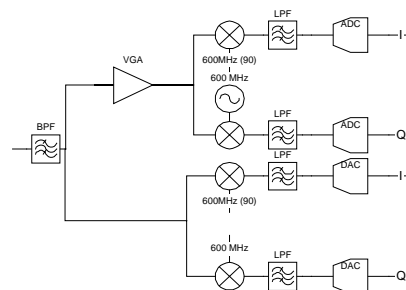 LPF
ADC
I
VGA
600MHz (90)
600 MHz
BPF
LPF
ADC
Q
LPF
DAC
I
600MHz (90)
600 MHz
LPF
DAC
Q